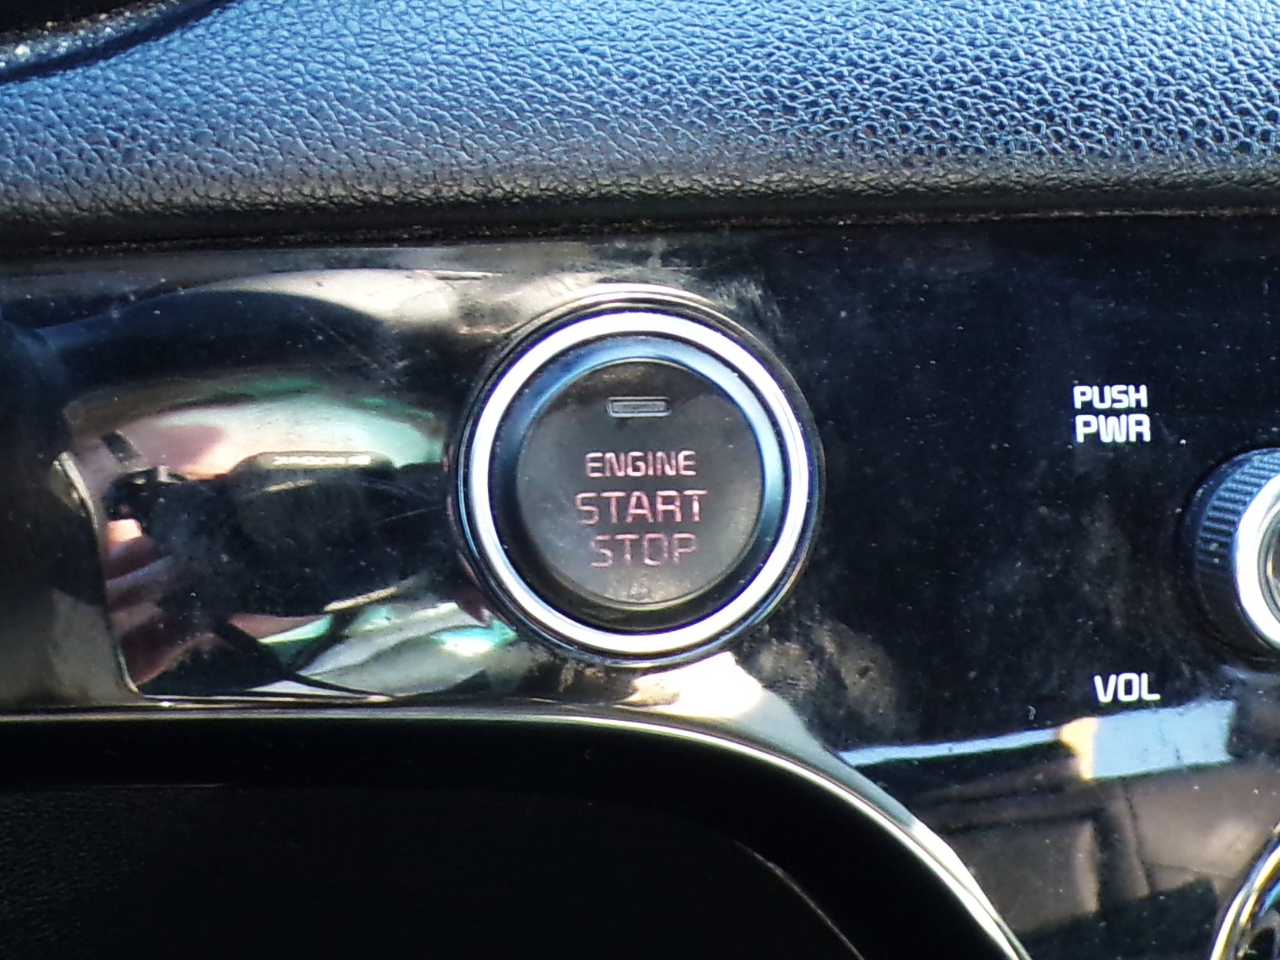 ENGINE
START
STOP
PUSH
PWR
VOL